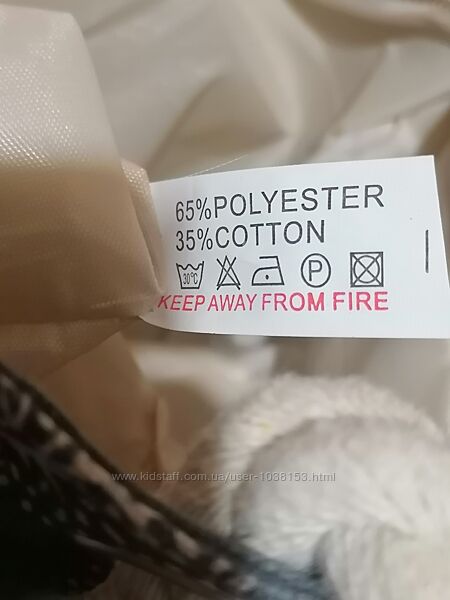 65%POLYESTER
35%COTTON
30°C P
KEEP AWAY FROM FIRE
www.kidstaff.com.ua/user-1038153.html